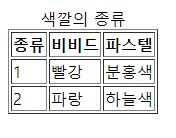 색깔의 종류
종류 비비드 파스텔
1 빨강 분홍색
2 파랑 하늘색